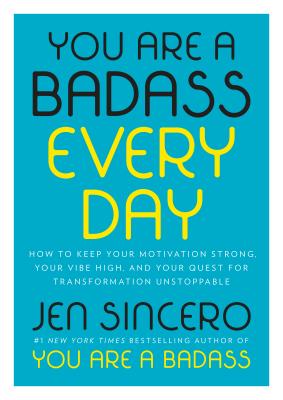 YOU ARE A
BADASS
EVERY
DAY
HOW TO KEEP YOUR MOTIVATION STRONG,
YOUR VIBE HIGH, AND YOUR QUEST FOR
TRANSFORMATION UNSTOPPABLE
JEN SINCERO
#1 NEW YORK TIMES BESTSELLING AUTHOR OF
YOU ARE A BADASS